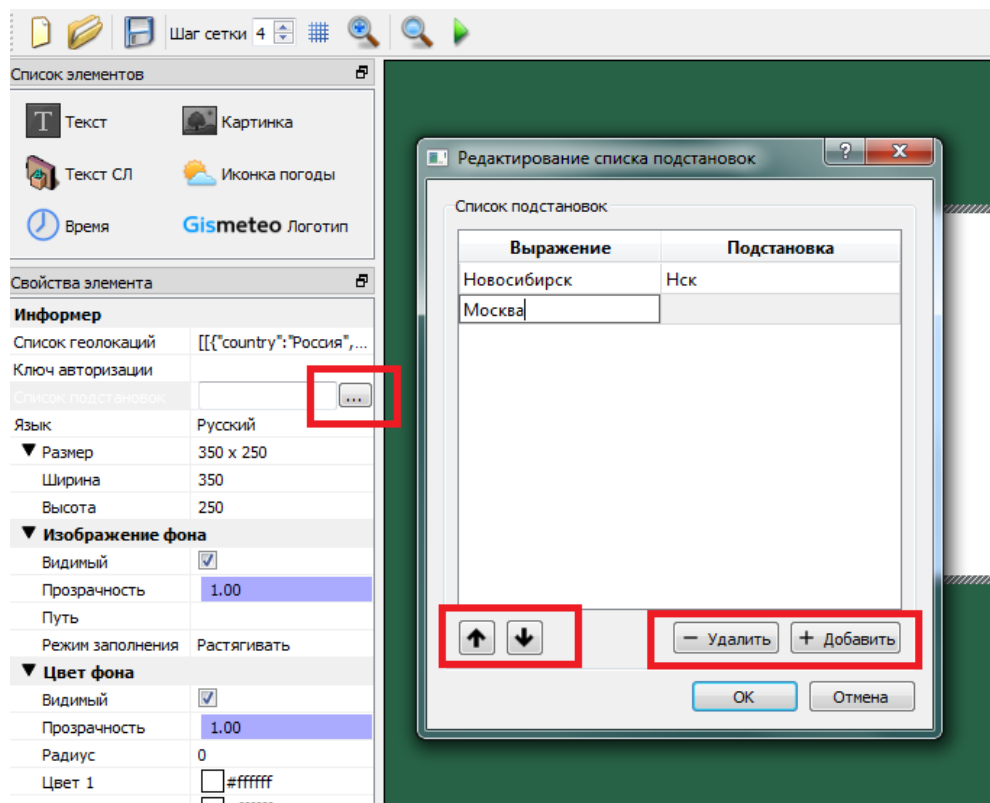 Шаг сетки 4
Список элементов
T Текст
Картинка
Текст СЛ
Иконка погоды
Время
Gismeteo Логотип
Свойства элемента
Информер
Список геолокаций [[{"country":"Россия",...
Ключ авторизации
Список подстановок ...
Язык Русский
Размер 350 x 250
Ширина 350
Высота 250
Изображение фона
Видимый
Прозрачность 1.00
Путь
Режим заполнения Растягивать
Цвет фона
Видимый
Прозрачность 1.00
Радиус 0
Цвет 1 #ffffff
Редактирование списка подстановок
Список подстановок
Выражение Подстановка
Новосибирск Нск
Москва
− Удалить + Добавить
OK Отмена